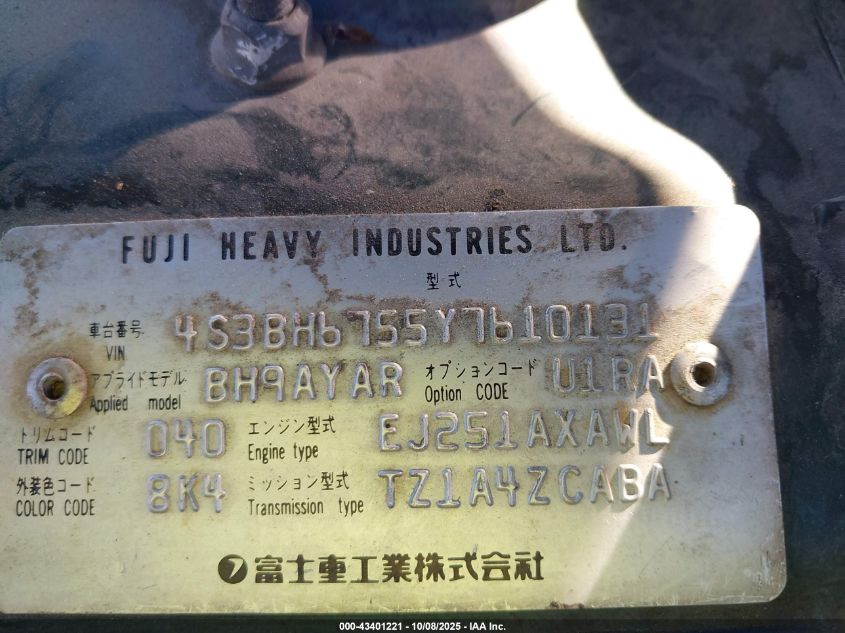 FUJI HEAVY INDUSTRIES LTD.
型式
車台番号 VIN 4S3BH6755Y7610131
アプライドモデル Applied model BH9AYAR オプションコード Option CODE U1RA
トリムコード TRIM CODE 040 エンジン型式 Engine type EJ251AXAWL
外装色コード COLOR CODE 8K4 ミッション型式 Transmission type TZ1A4ZCABA
富士重工業株式会社
000-43401221 - 10/08/2025 - IAA Inc.